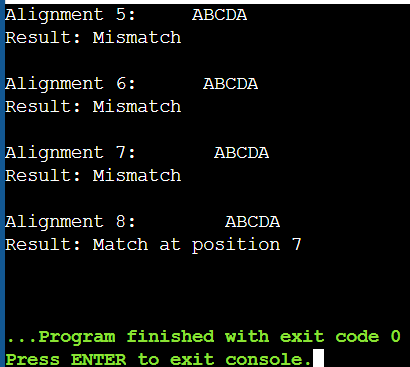 Alignment 5:     ABCDA
Result: Mismatch
Alignment 6:      ABCDA
Result: Mismatch
Alignment 7:       ABCDA
Result: Mismatch
Alignment 8:        ABCDA
Result: Match at position 7
...Program finished with exit code 0
Press ENTER to exit console.